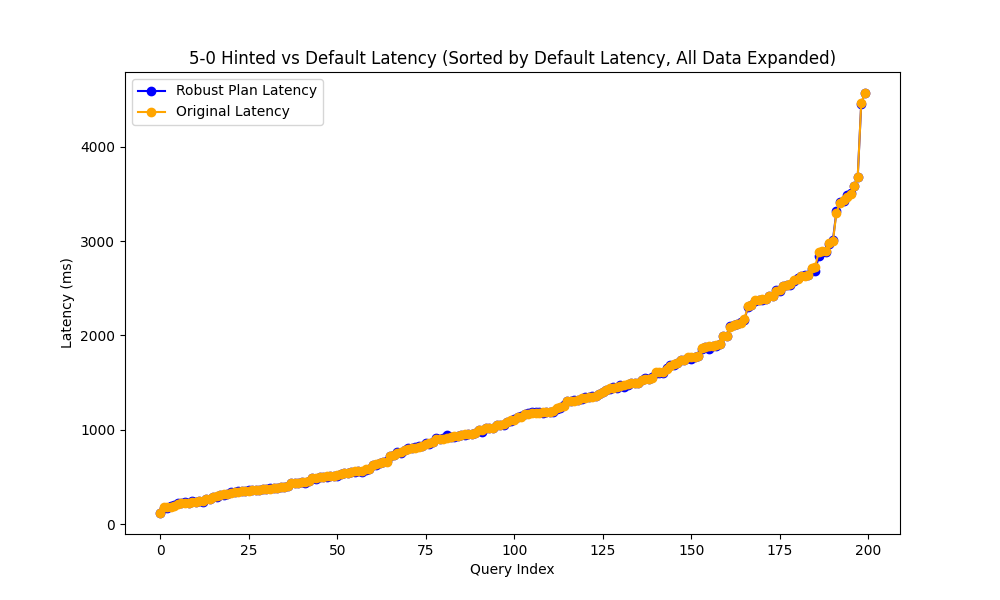 5-0 Hinted vs Default Latency (Sorted by Default Latency, All Data Expanded)
Robust Plan Latency
Original Latency
Latency (ms)
4000
3000
2000
1000
0
0 25 50 75 100 125 150 175 200
Query Index